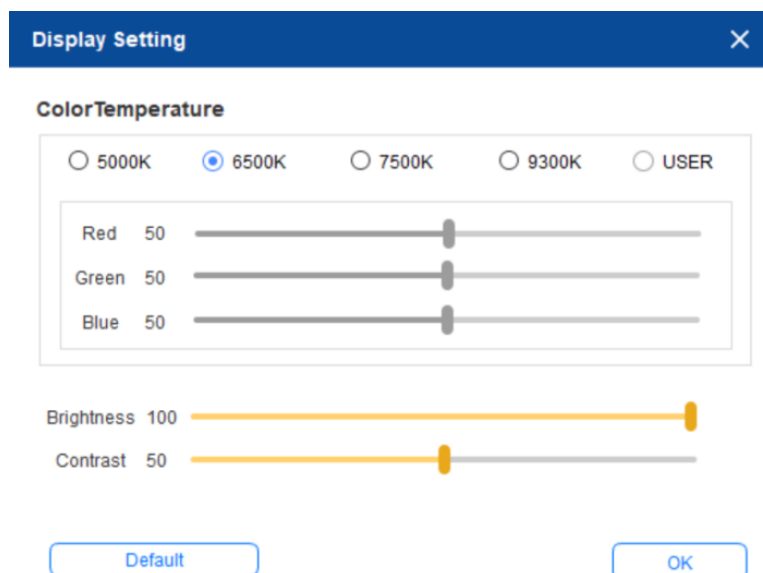 Display Setting
ColorTemperature
5000K 6500K 7500K 9300K USER
Red 50
Green 50
Blue 50
Brightness 100
Contrast 50
Default OK